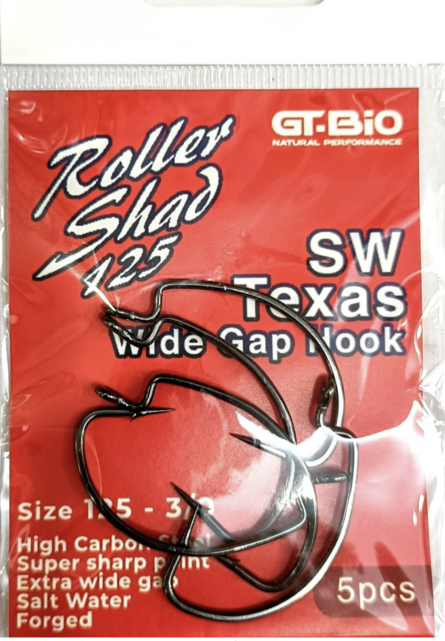 GT-BiO
NATURAL PERFORMANCE
Roller
Shad
125
SW
Texas
Wide Gap Hook
Size 125 - 3/0
High Carbon Steel
Super sharp point
Extra wide gap
Salt Water
Forged
5pcs